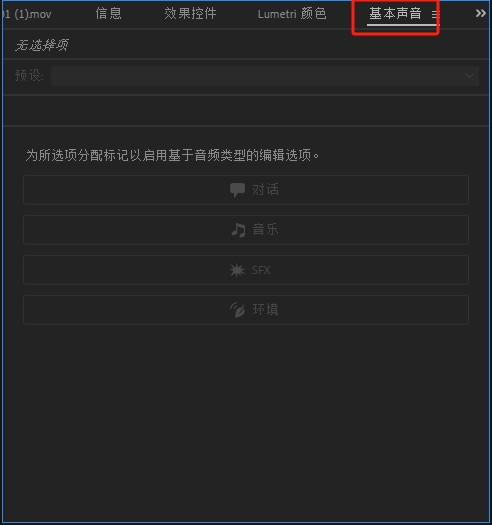 01 (1).mov 信息 效果控件 Lumetri 颜色 基本声音
无选择项
预设:
为所选项分配标记以启用基于音频类型的编辑选项。
对话
音乐
SFX
环境